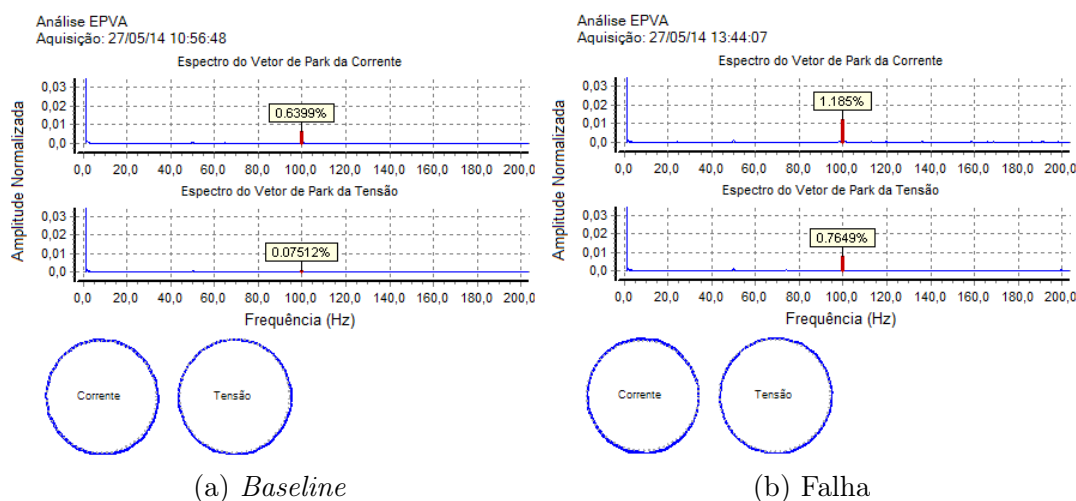 Análise EPVA
Aquisição: 27/05/14 10:56:48
Espectro do Vetor de Park da Corrente
0,03
0,02
0,01
0,0
0.6399%
0,0 20,0 40,0 60,0 80,0 100,0 120,0 140,0 160,0 180,0 200,0
Espectro do Vetor de Park da Tensão
0,03
0,02
0,01
0,0
0.07512%
0,0 20,0 40,0 60,0 80,0 100,0 120,0 140,0 160,0 180,0 200,0
Frequência (Hz)
Amplitude Normalizada
Corrente
Tensão
(a) Baseline
Análise EPVA
Aquisição: 27/05/14 13:44:07
Espectro do Vetor de Park da Corrente
0,03
0,02
0,01
0,0
1.185%
0,0 20,0 40,0 60,0 80,0 100,0 120,0 140,0 160,0 180,0 200,0
Espectro do Vetor de Park da Tensão
0,03
0,02
0,01
0,0
0.7649%
0,0 20,0 40,0 60,0 80,0 100,0 120,0 140,0 160,0 180,0 200,0
Frequência (Hz)
Amplitude Normalizada
Corrente
Tensão
(b) Falha